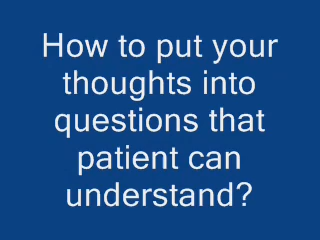 How to put your
thoughts into
questions that
patient can
understand?